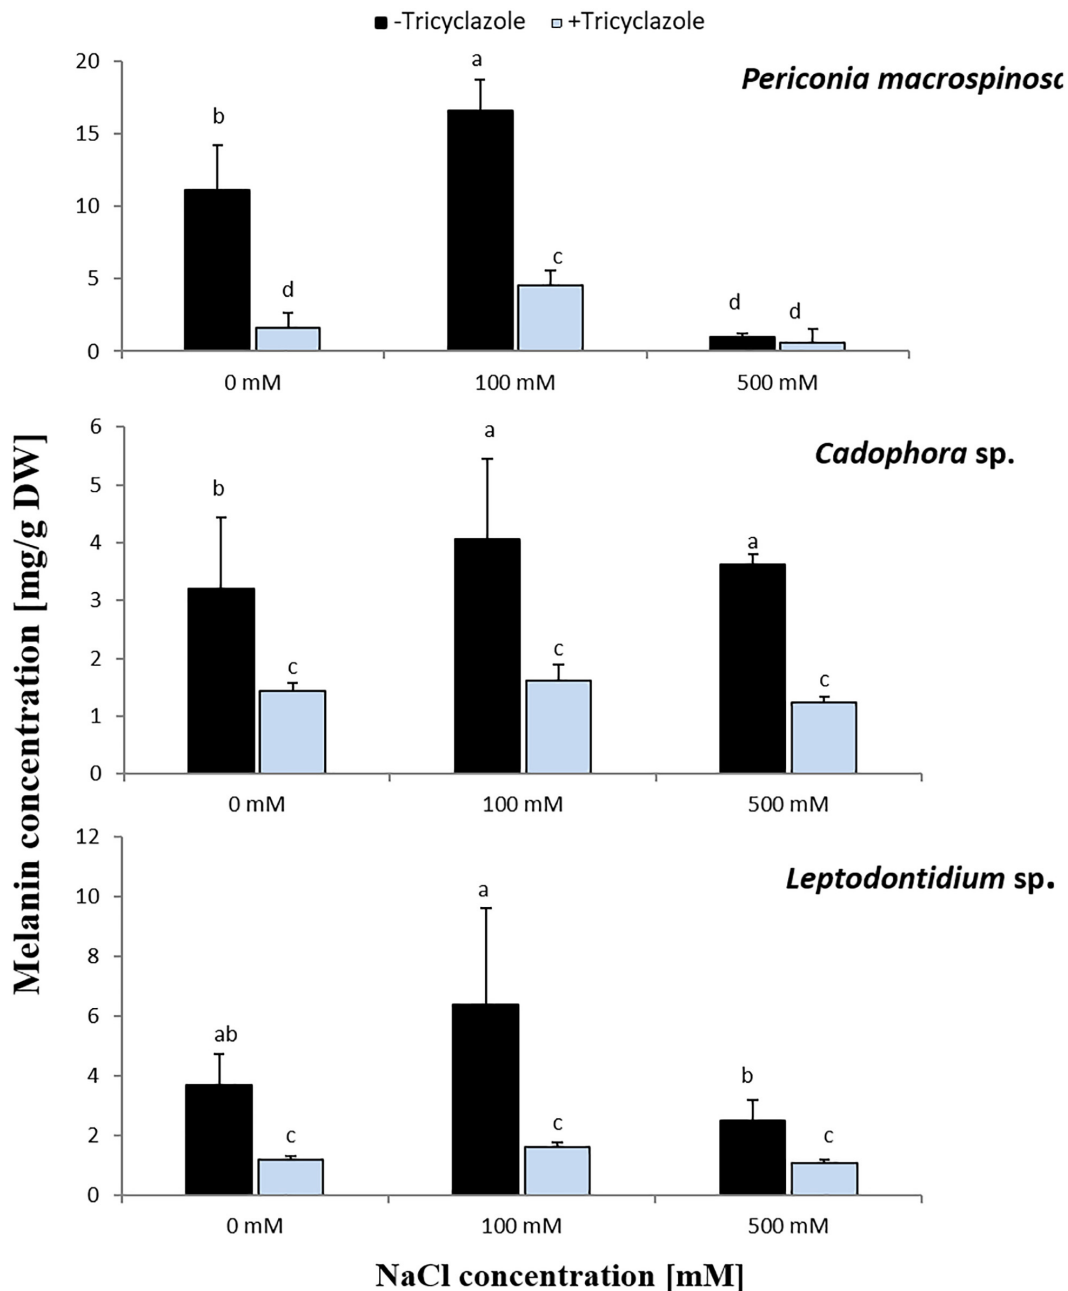 -Tricyclazole +Tricyclazole
Periconia macrospinosa
20
15
10
5
0
b
d
a
c
d
d
0 mM 100 mM 500 mM
Melanin concentration [mg/g DW]
Cadophora sp.
6
5
4
3
2
1
0
b
c
a
c
a
c
0 mM 100 mM 500 mM
Leptodontidium sp.
12
10
8
6
4
2
0
ab
c
a
c
b
c
0 mM 100 mM 500 mM
NaCl concentration [mM]